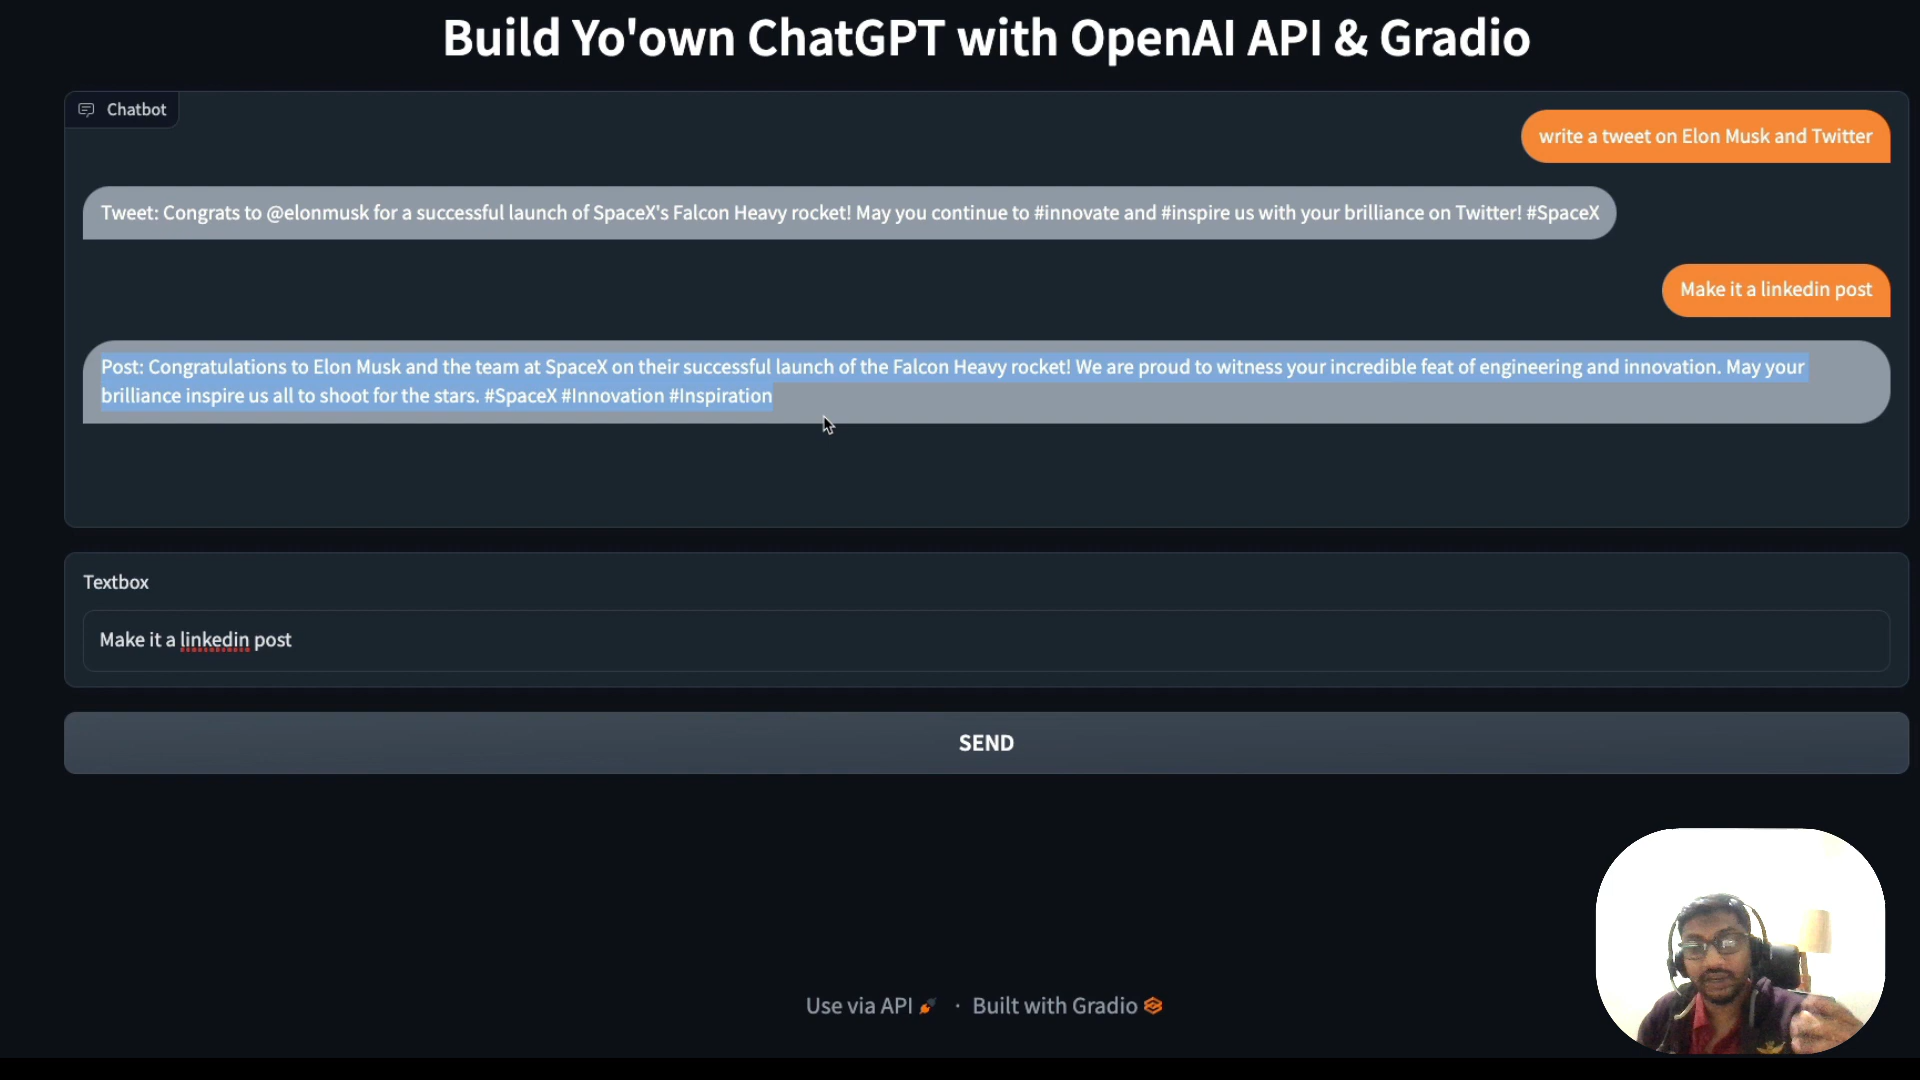 Build Yo'own ChatGPT with OpenAI API & Gradio
Chatbot
write a tweet on Elon Musk and Twitter
Tweet: Congrats to @elonmusk for a successful launch of SpaceX's Falcon Heavy rocket! May you continue to #innovate and #inspire us with your brilliance on Twitter! #SpaceX
Make it a linkedin post
Post: Congratulations to Elon Musk and the team at SpaceX on their successful launch of the Falcon Heavy rocket! We are proud to witness your incredible feat of engineering and innovation. May your
brilliance inspire us all to shoot for the stars. #SpaceX #Innovation #Inspiration
Textbox
Make it a linkedin post
SEND
Use via API · Built with Gradio